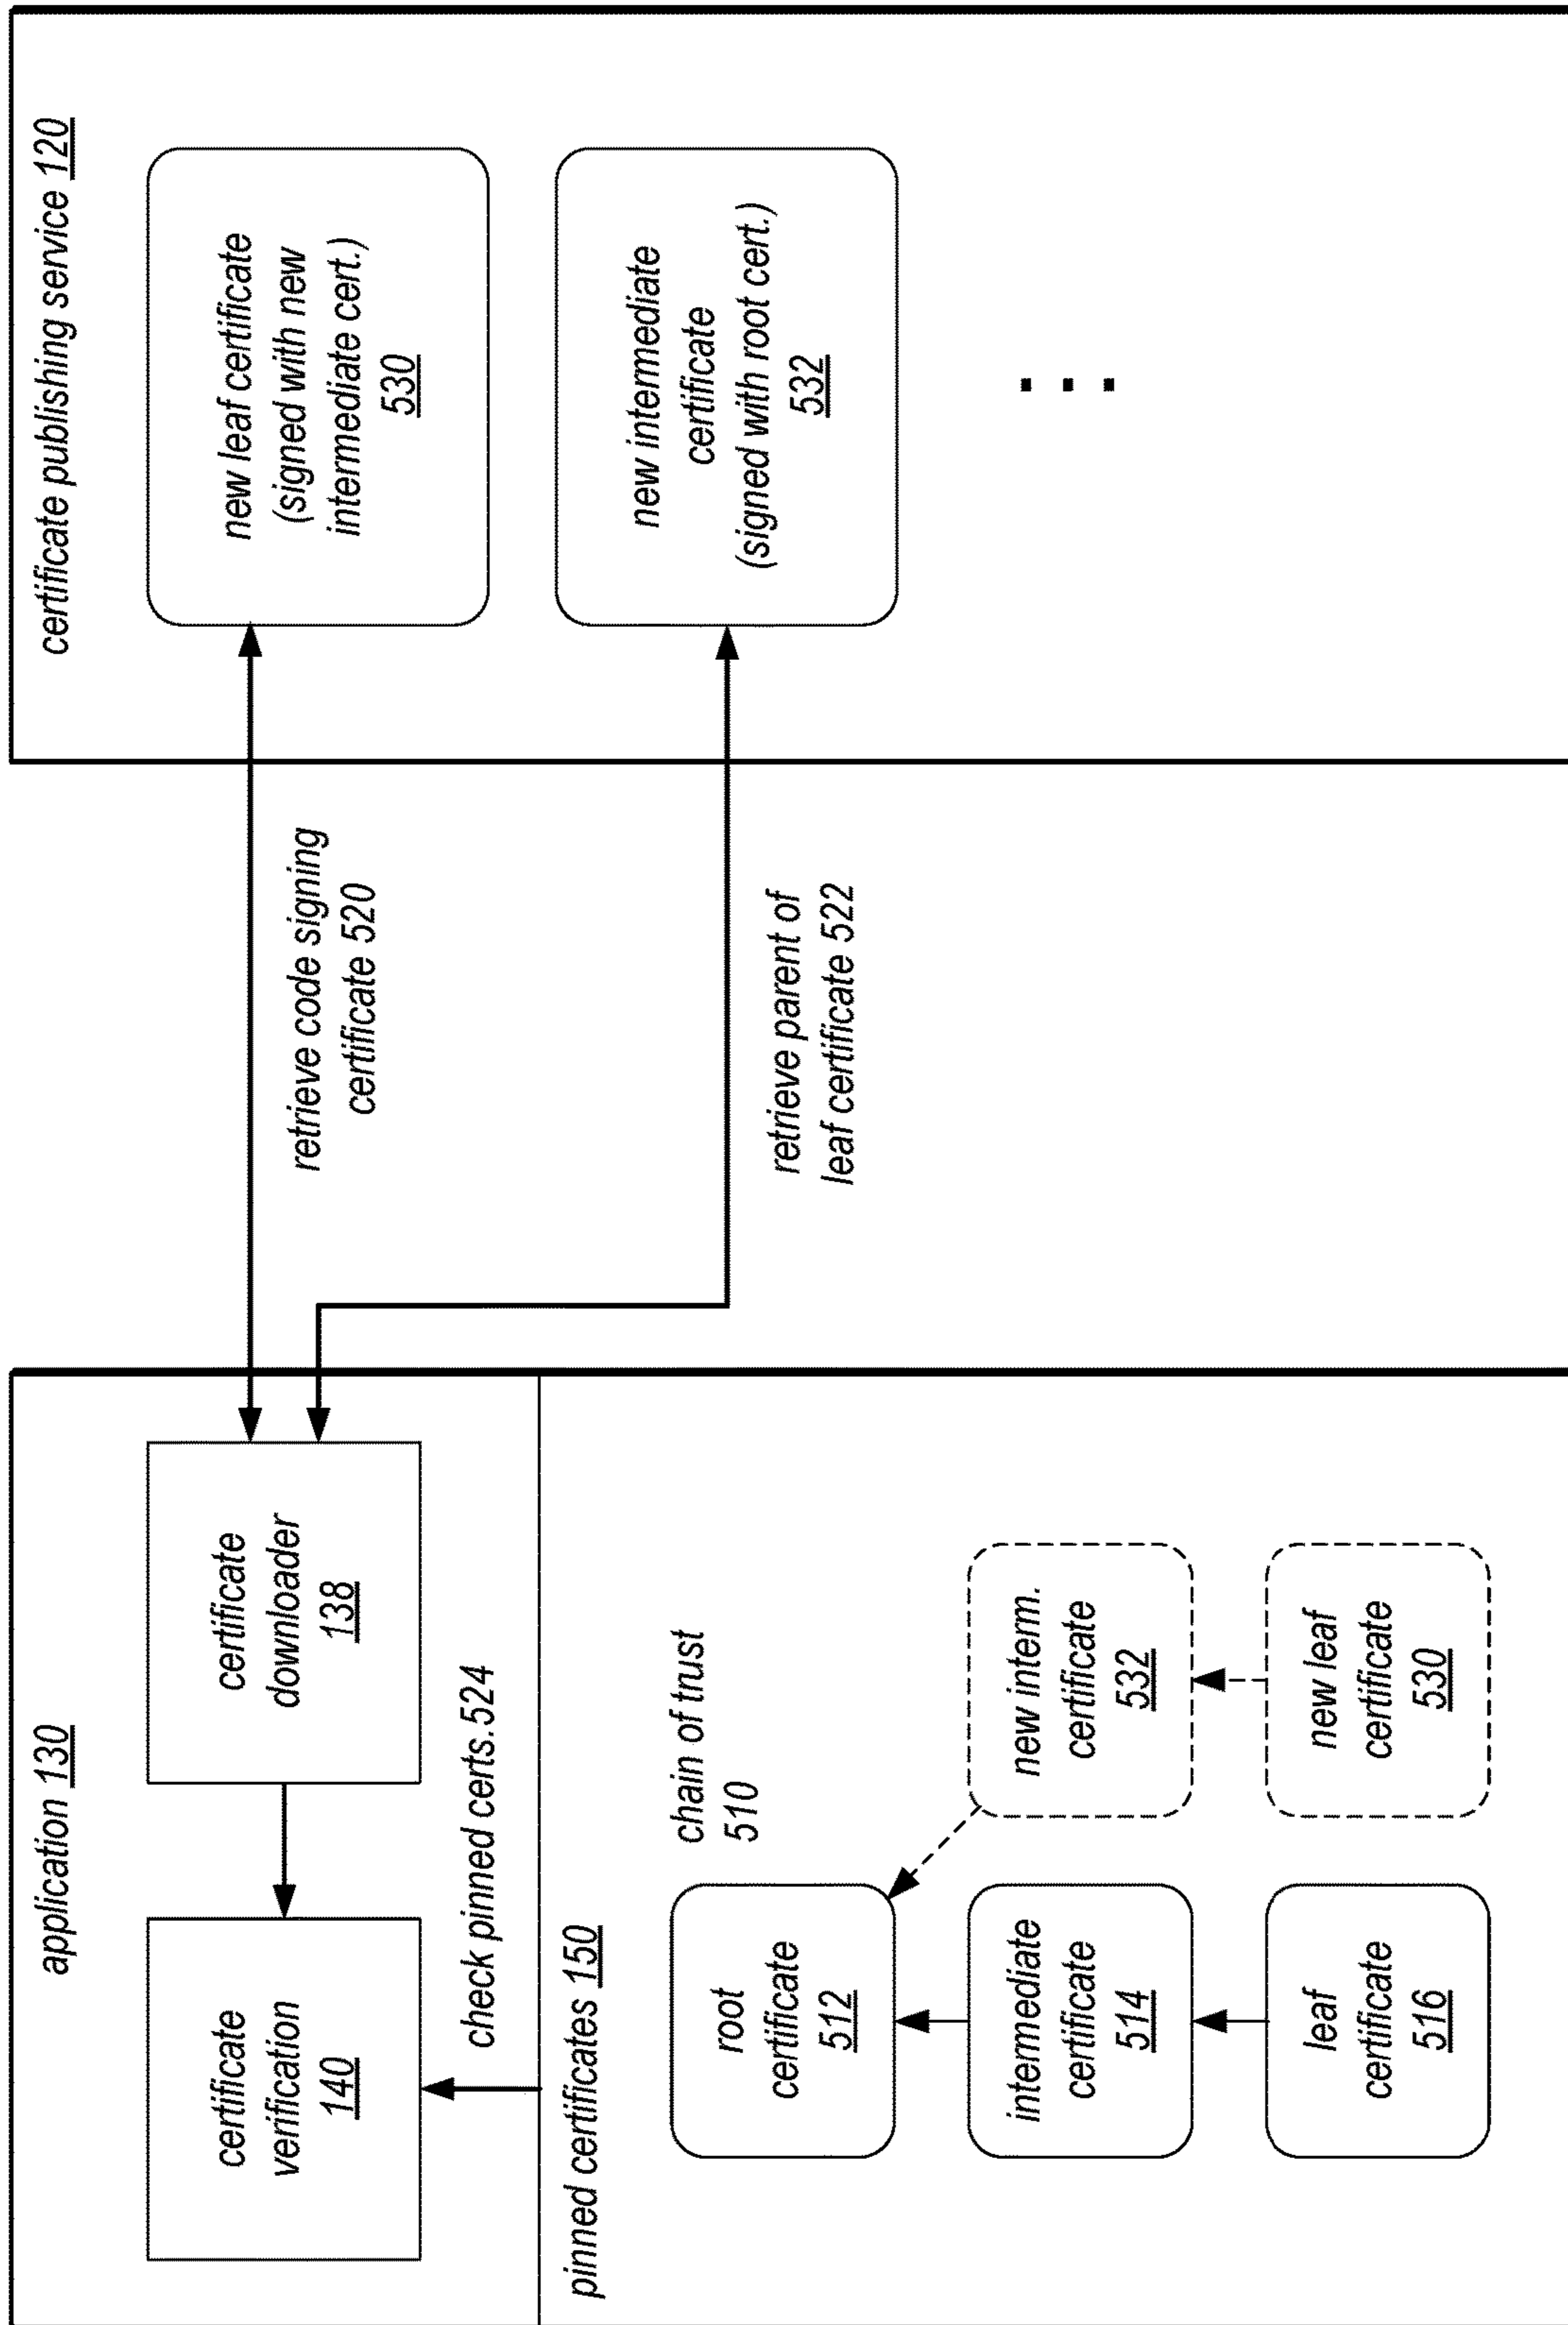 application 130
certificate
verification
140
certificate
downloader
138
check pinned certs.524
pinned certificates 150
chain of trust
510
root
certificate
512
intermediate
certificate
514
leaf
certificate
516
new interm.
certificate
532
new leaf
certificate
530
retrieve code signing
certificate 520
retrieve parent of
leaf certificate 522
certificate publishing service 120
new leaf certificate
(signed with new
intermediate cert.)
530
new intermediate
certificate
(signed with root cert.)
532